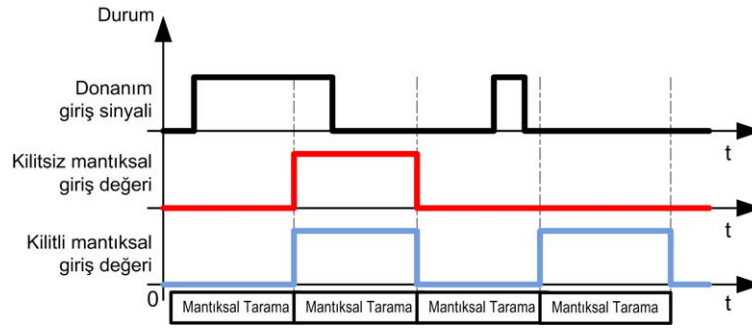 Durum
Donanım
giriş sinyali
t
Kilitsiz mantıksal
giriş değeri
t
Kilitli mantıksal
giriş değeri
t
0
Mantıksal Tarama Mantıksal Tarama Mantıksal Tarama Mantıksal Tarama